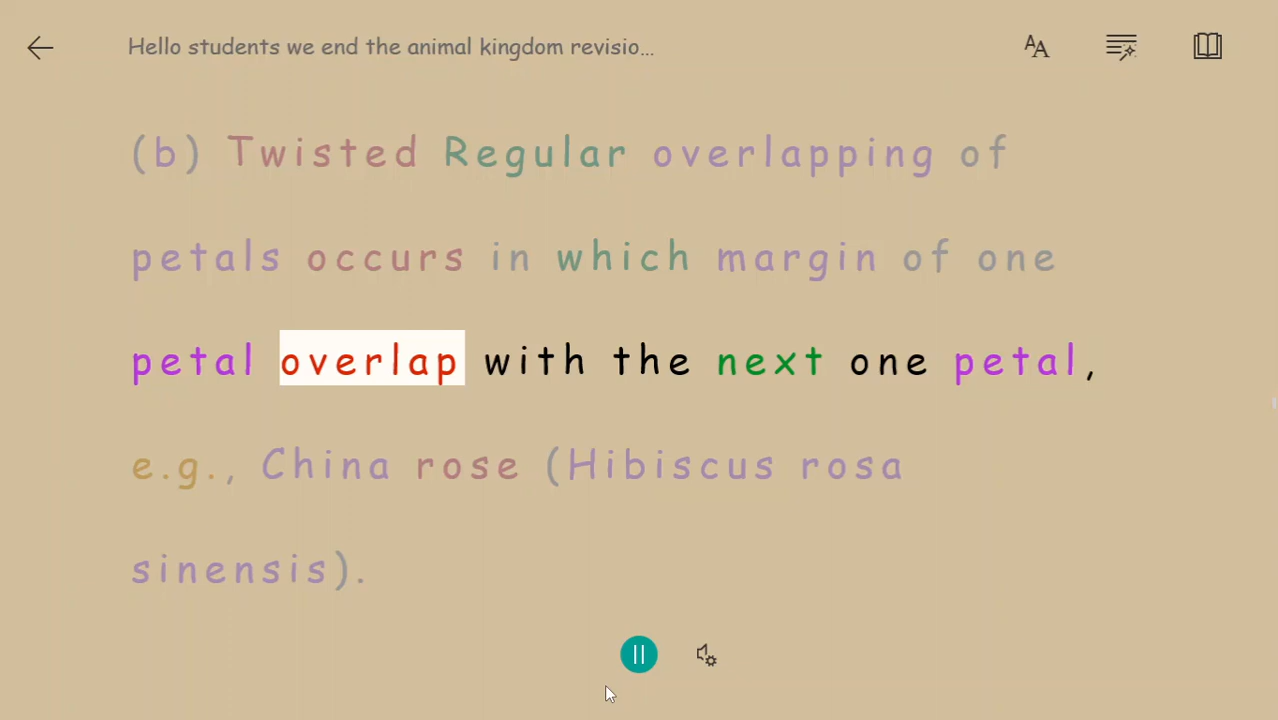 Hello students we end the animal kingdom revisio...
(b) Twisted Regular overlapping of
petals occurs in which margin of one
petal overlap with the next one petal,
e.g., China rose (Hibiscus rosa
sinensis).